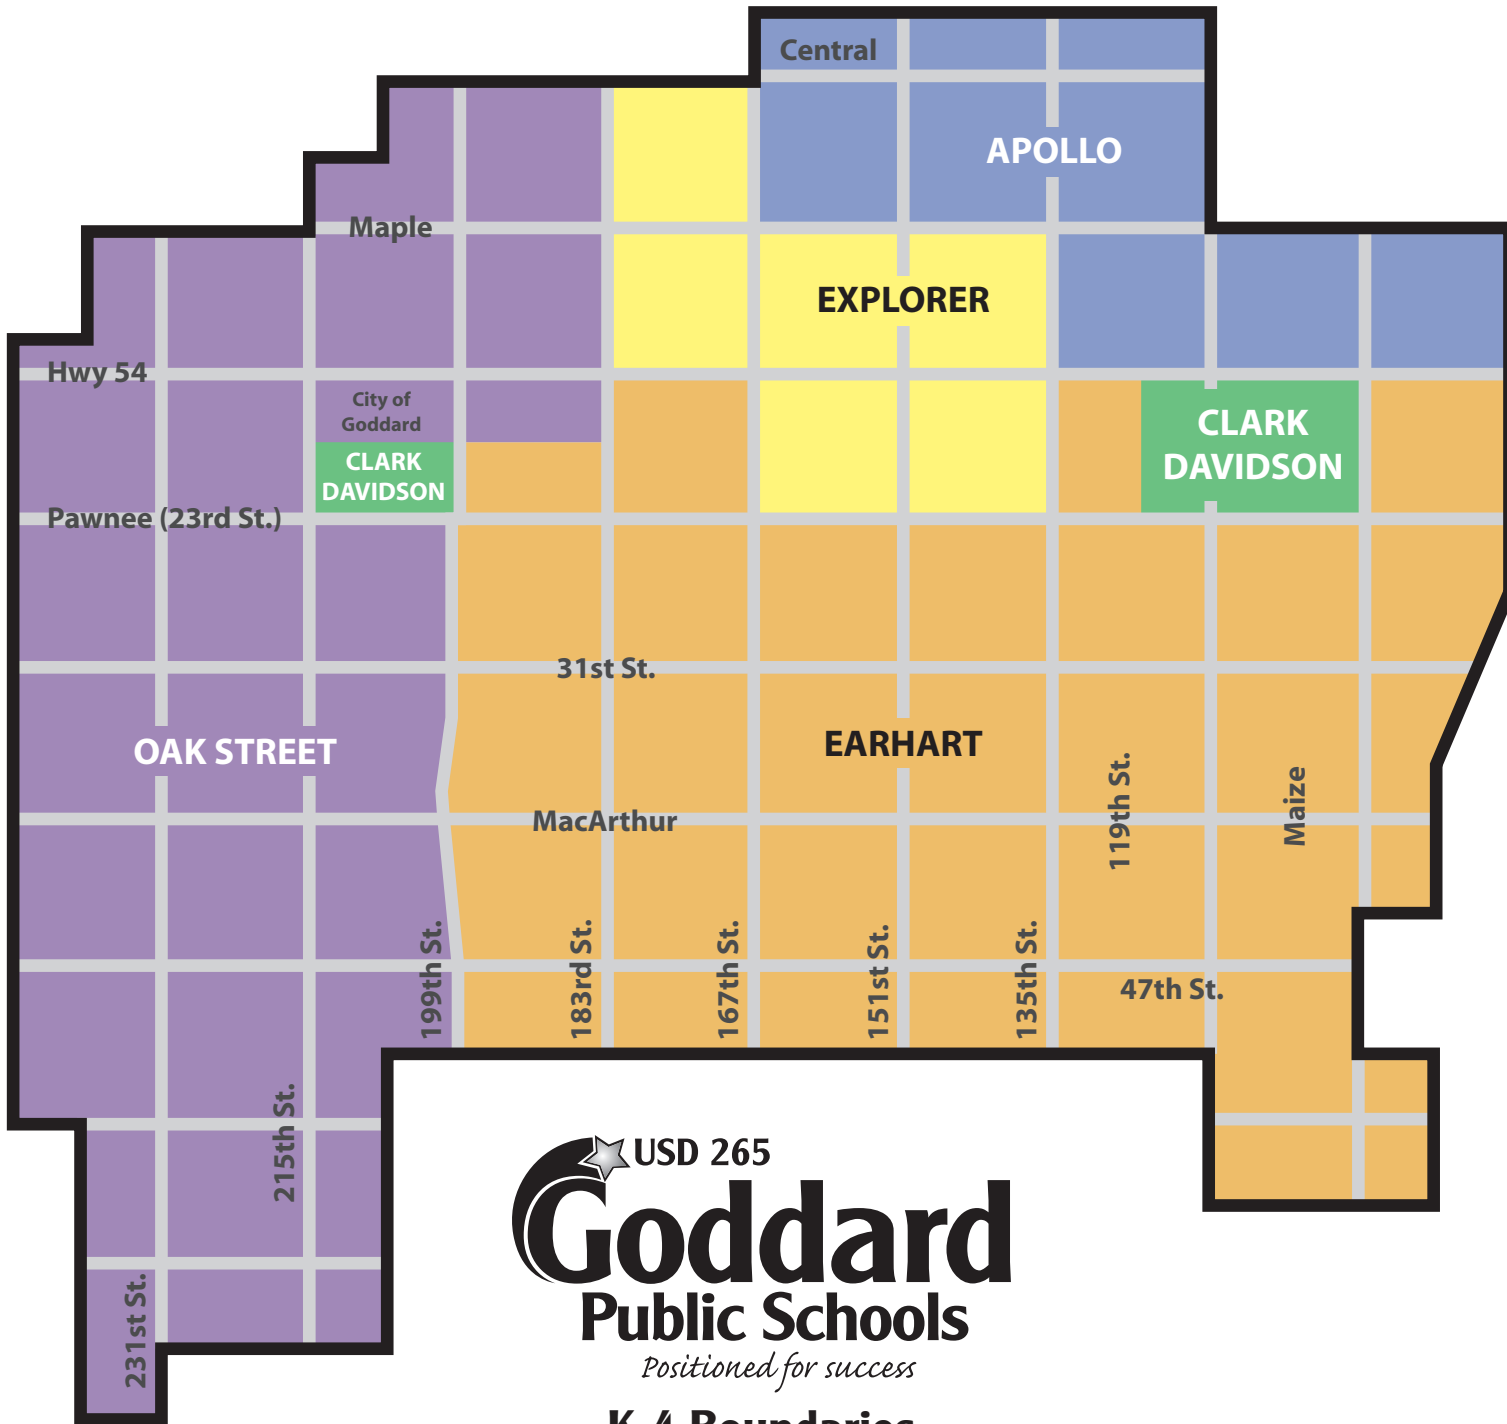 Central
APOLLO
Maple
EXPLORER
Hwy 54
City of
Goddard
CLARK
DAVIDSON
CLARK
DAVIDSON
Pawnee (23rd St.)
31st St.
OAK STREET
EARHART
119th St.
Maize
MacArthur
199th St.
183rd St.
167th St.
151st St.
135th St.
47th St.
215th St.
231st St.
USD 265
Goddard
Public Schools
Positioned for success
K-4 Boundaries